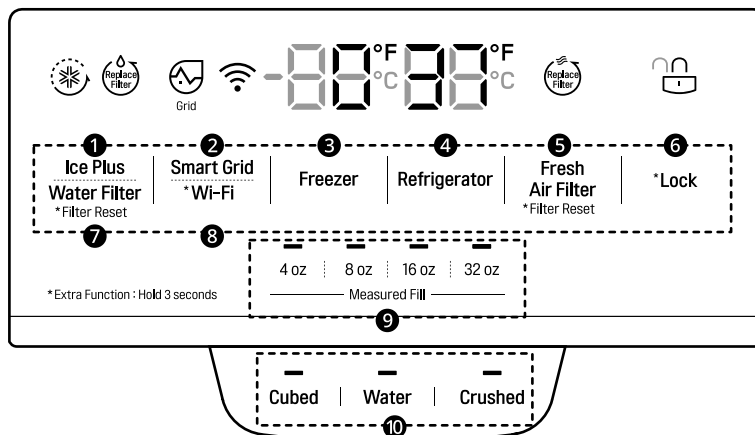 Replace Filter
Grid
-80°F °C 37°F °C
Replace Filter
1 2 3 4 5 6
Ice Plus
Water Filter
*Filter Reset
Smart Grid
*Wi-Fi
Freezer
Refrigerator
Fresh
Air Filter
*Filter Reset
*Lock
7 8
4 oz 8 oz 16 oz 32 oz
*Extra Function : Hold 3 seconds
Measured Fill
9
Cubed Water Crushed
10